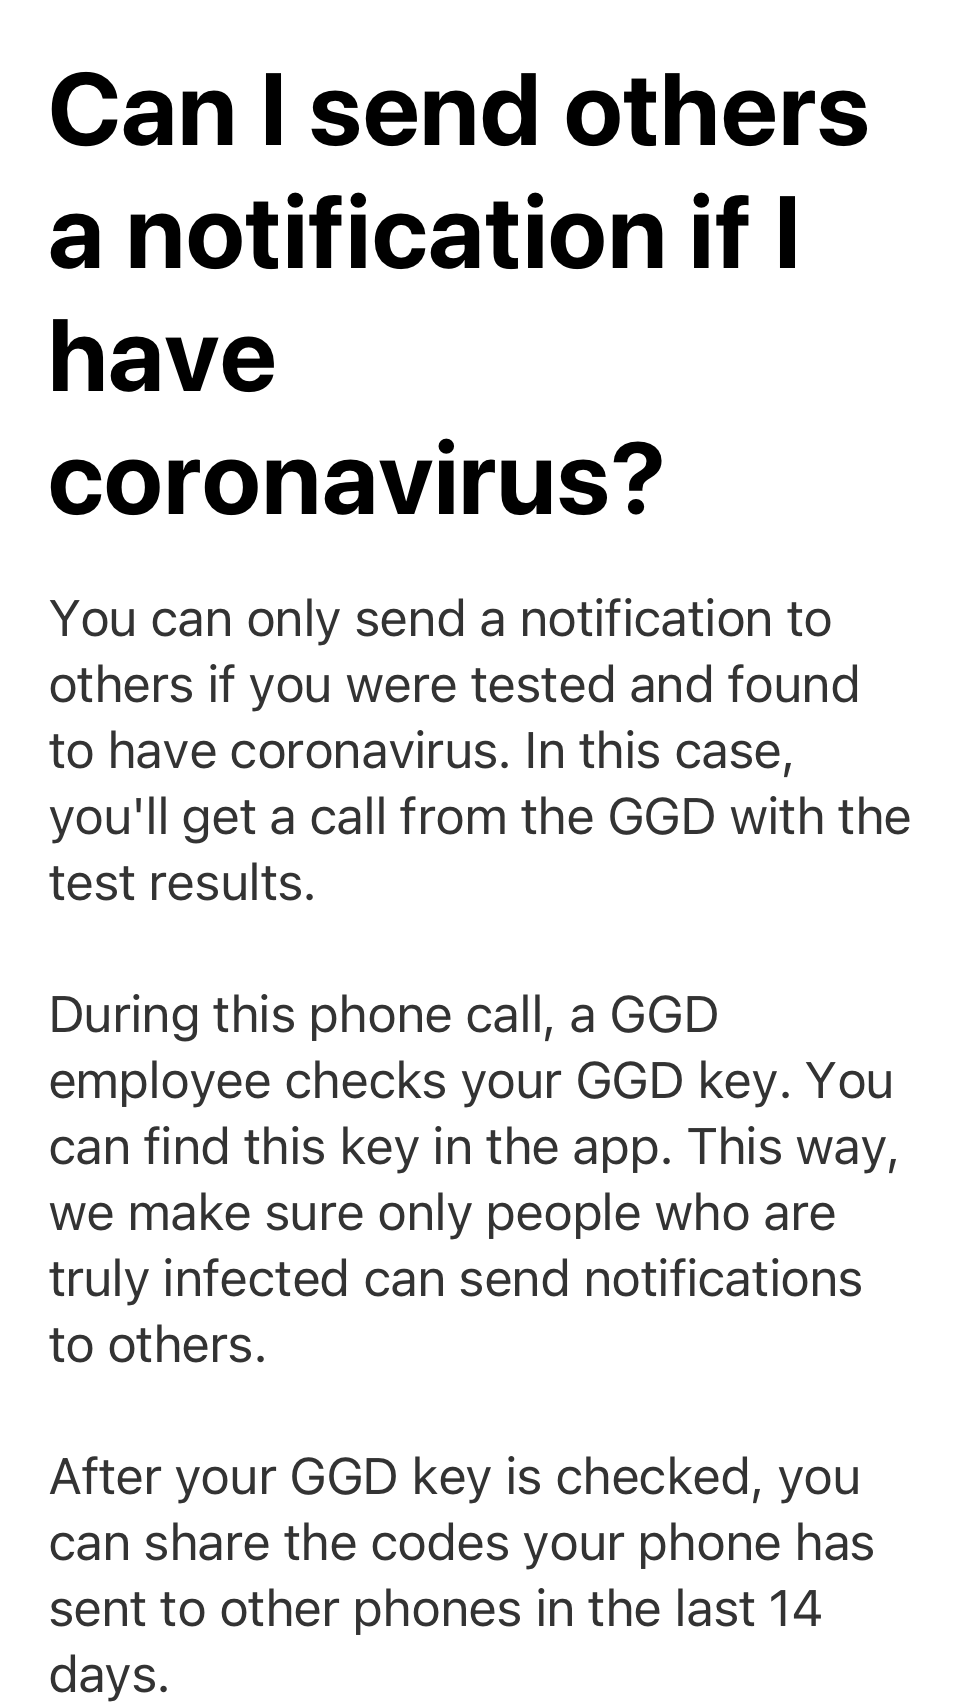 Can I send others
a notification if I
have
coronavirus?
You can only send a notification to
others if you were tested and found
to have coronavirus. In this case,
you'll get a call from the GGD with the
test results.
During this phone call, a GGD
employee checks your GGD key. You
can find this key in the app. This way,
we make sure only people who are
truly infected can send notifications
to others.
After your GGD key is checked, you
can share the codes your phone has
sent to other phones in the last 14
days.